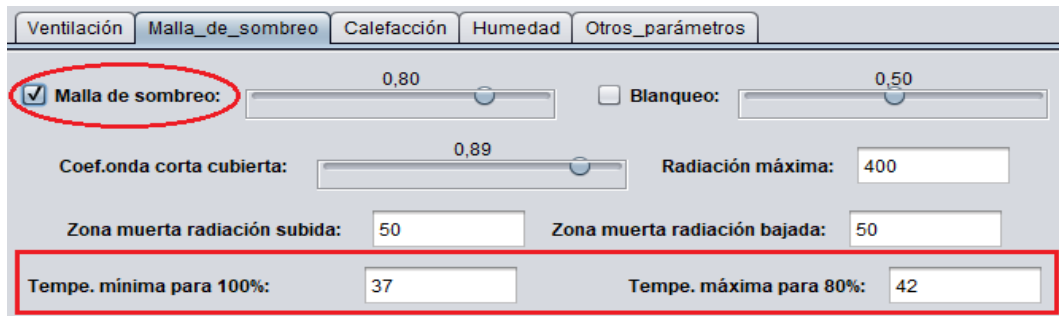 Ventilación Malla_de_sombreo Calefacción Humedad Otros_parámetros
0,80 0,50
Malla de sombreo: Blanqueo:
0,89
Coef.onda corta cubierta: Radiación máxima: 400
Zona muerta radiación subida: 50 Zona muerta radiación bajada: 50
Tempe. mínima para 100%: 37 Tempe. máxima para 80%: 42